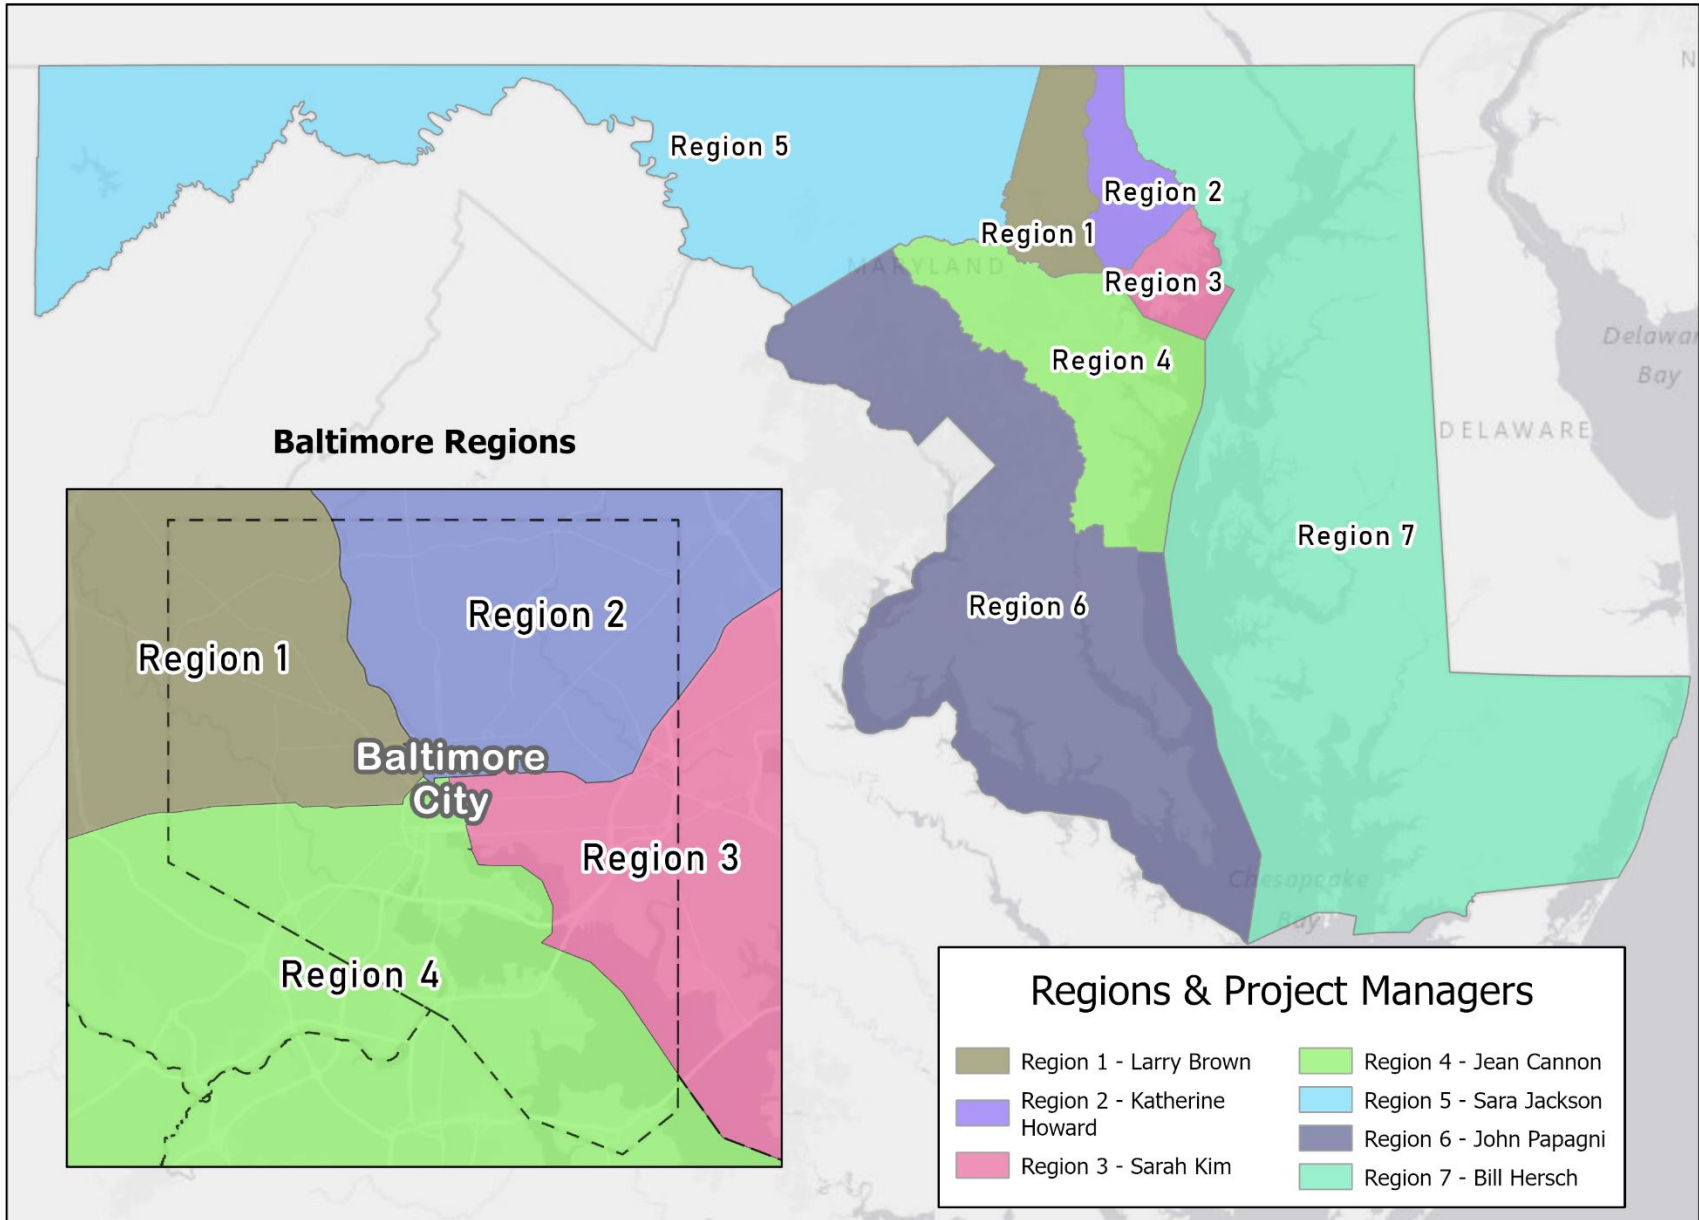 N
Region 5
Region 2
Region 1
MARYLAND
Region 3
Delawar
Bay
Region 4
DELAWARE
Baltimore Regions
Region 7
Region 6
Region 2
Region 1
Baltimore
City
Region 3
Region 4
Chesapeake
Bay
Regions & Project Managers
Region 1 - Larry Brown
Region 2 - Katherine
Howard
Region 3 - Sarah Kim
Region 4 - Jean Cannon
Region 5 - Sara Jackson
Region 6 - John Papagni
Region 7 - Bill Hersch